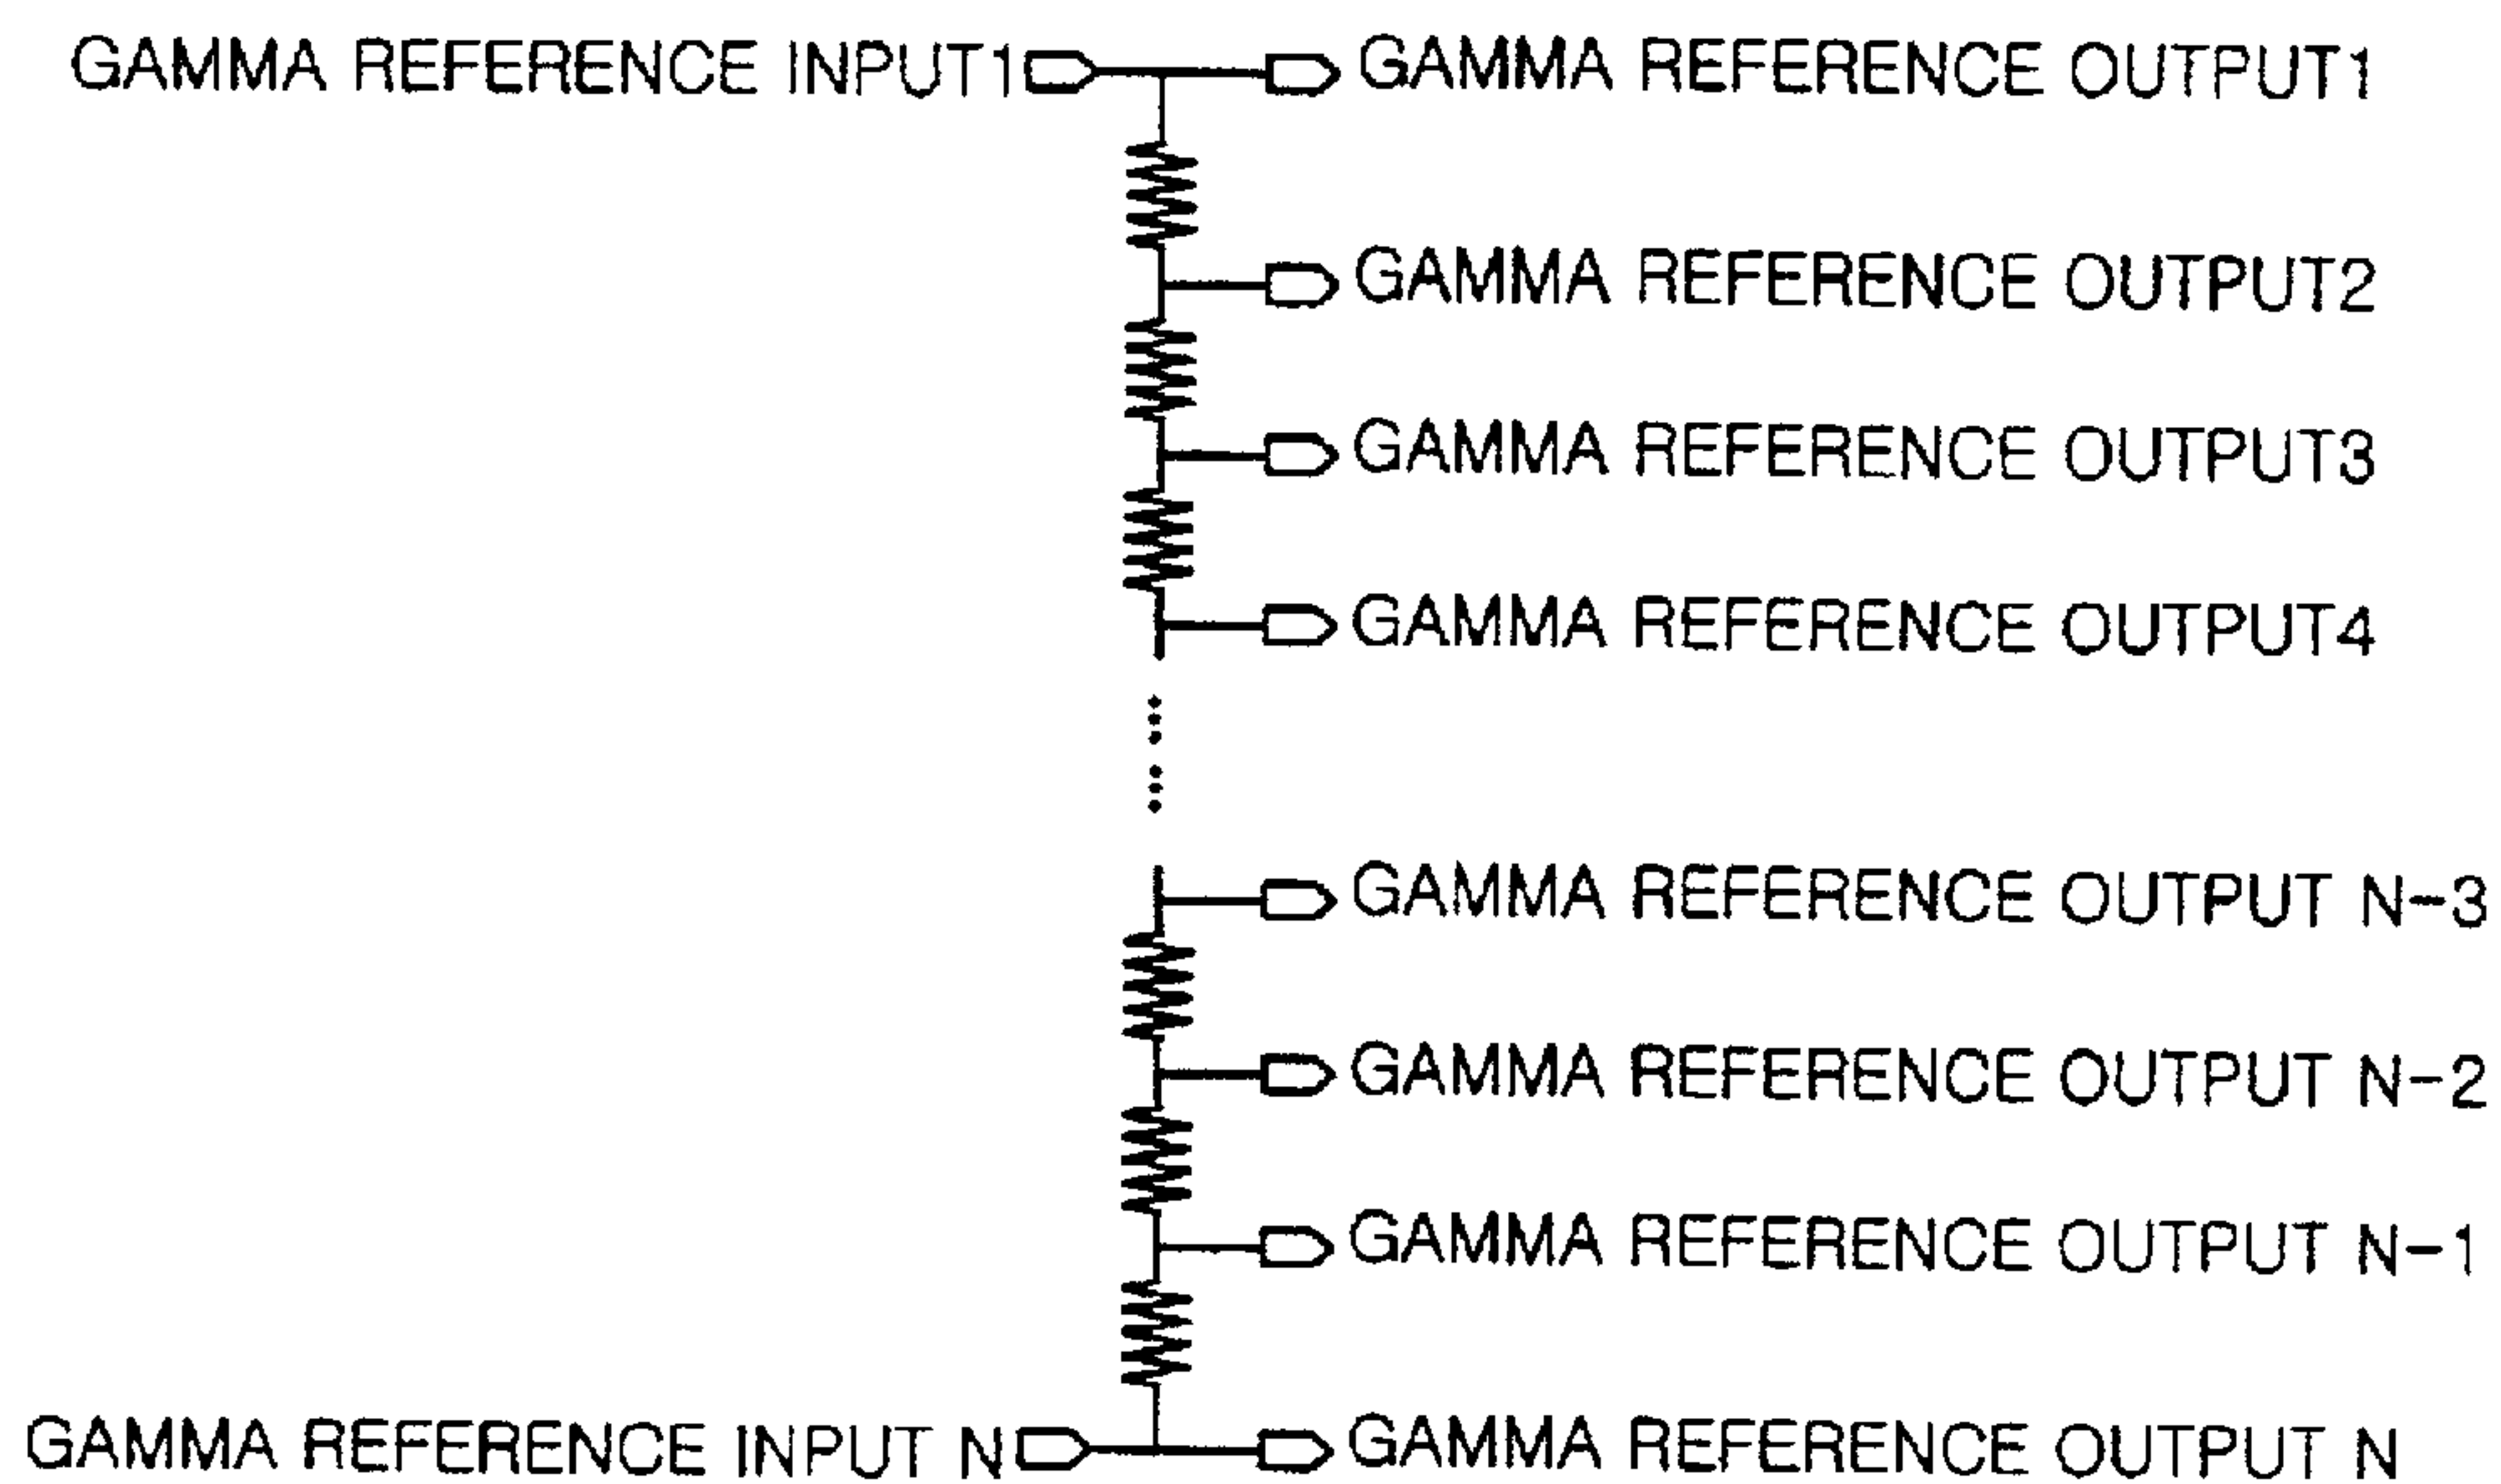 GAMMA REFERENCE INPUT1 GAMMA REFERENCE OUTPUT1
GAMMA REFERENCE OUTPUT2
GAMMA REFERENCE OUTPUT3
GAMMA REFERENCE OUTPUT4
GAMMA REFERENCE OUTPUT N-3
GAMMA REFERENCE OUTPUT N-2
GAMMA REFERENCE OUTPUT N-1
GAMMA REFERENCE INPUT N GAMMA REFERENCE OUTPUT N